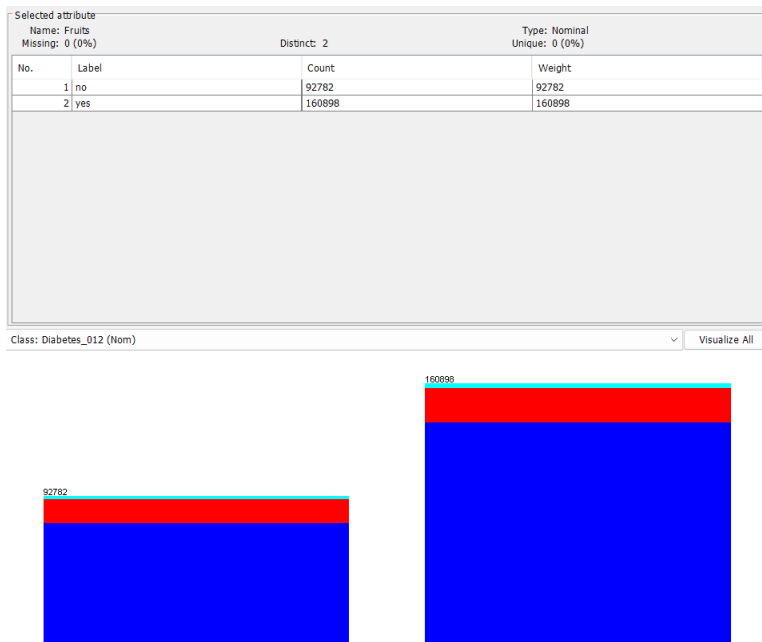 Selected attribute
Name: Fruits Type: Nominal
Missing: 0 (0%) Distinct: 2 Unique: 0 (0%)
No. Label Count Weight
1 no 92782 92782
2 yes 160898 160898
Class: Diabetes_012 (Nom) Visualize All
160898
92782